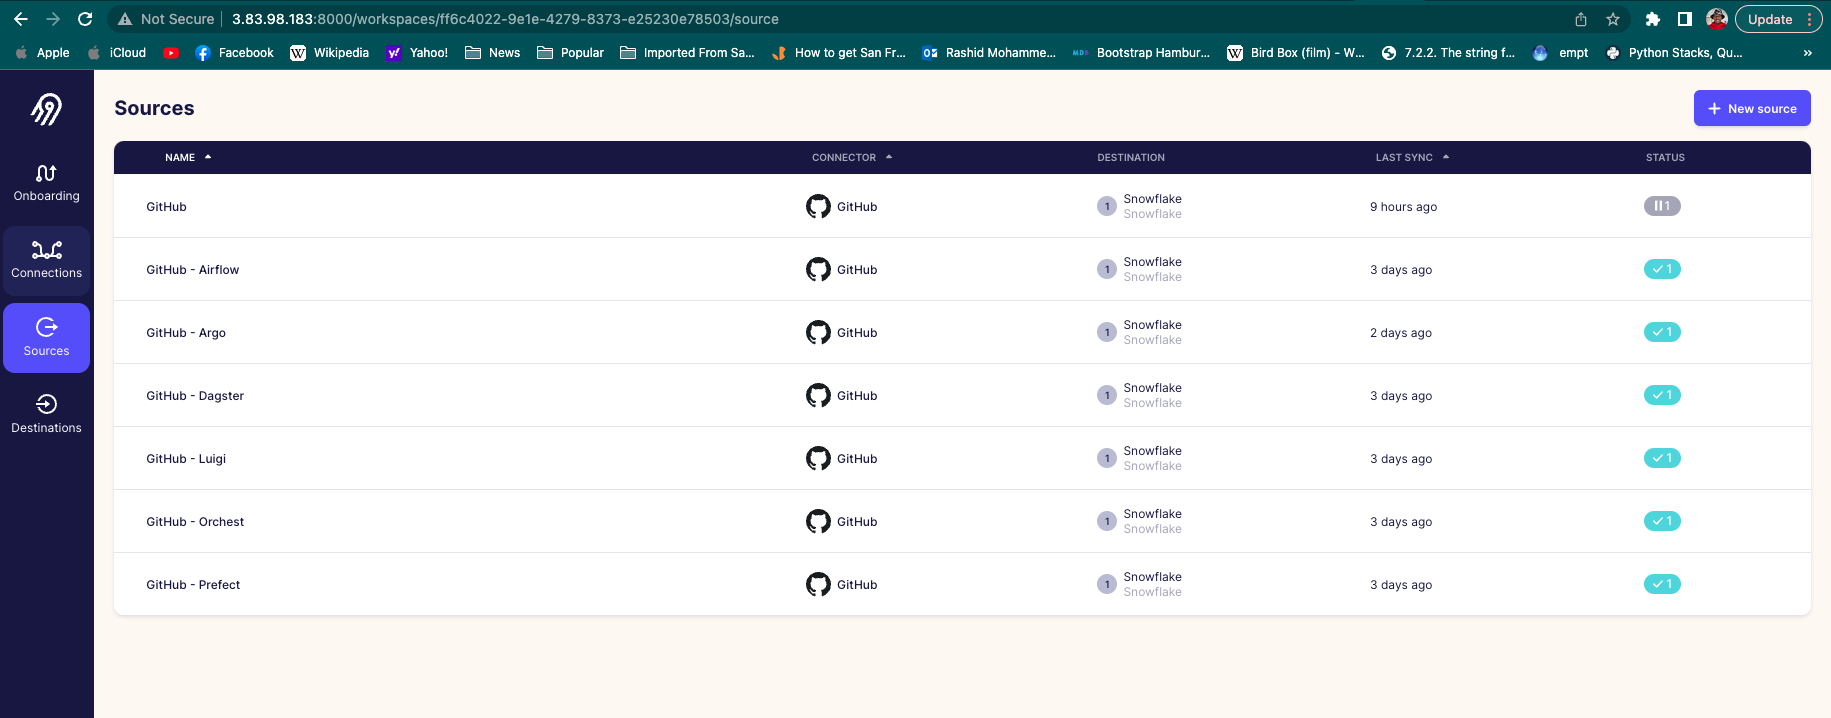 Not Secure | 3.83.98.183:8000/workspaces/ff6c4022-9e1e-4279-8373-e25230e78503/source Update
Apple iCloud Facebook Wikipedia Yahoo! News Popular Imported From Sa... How to get San Fr... Rashid Mohamme... Bootstrap Hambur... Bird Box (film) - W... 7.2.2. The string f... empt Python Stacks, Qu... »
Sources
+ New source
NAME CONNECTOR DESTINATION LAST SYNC STATUS
GitHub GitHub 1 Snowflake 9 hours ago 1
Snowflake
GitHub - Airflow GitHub 1 Snowflake 3 days ago 1
Snowflake
GitHub - Argo GitHub 1 Snowflake 2 days ago 1
Snowflake
GitHub - Dagster GitHub 1 Snowflake 3 days ago 1
Snowflake
GitHub - Luigi GitHub 1 Snowflake 3 days ago 1
Snowflake
GitHub - Orchest GitHub 1 Snowflake 3 days ago 1
Snowflake
GitHub - Prefect GitHub 1 Snowflake 3 days ago 1
Snowflake
Onboarding
Connections
Sources
Destinations